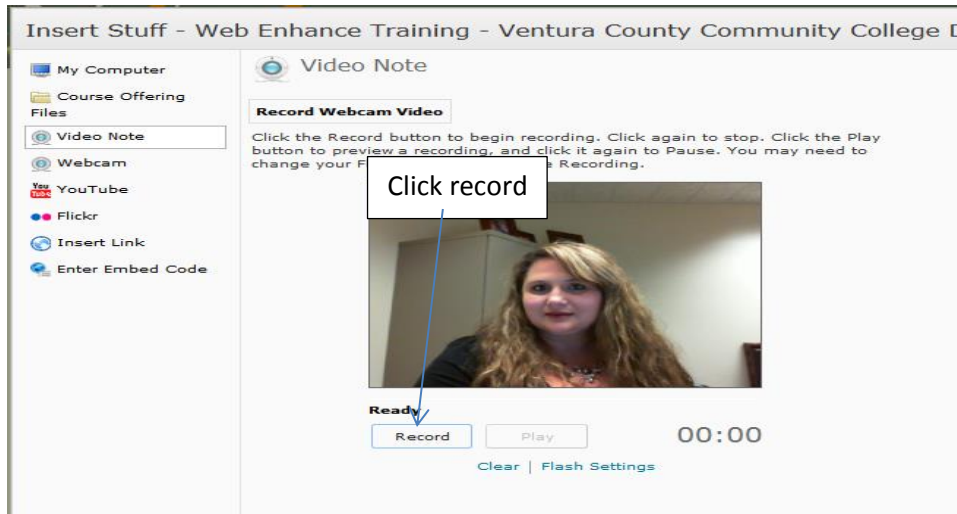 Insert Stuff - Web Enhance Training - Ventura County Community College
My Computer
Course Offering
Files
Video Note
Webcam
You
Tube
YouTube
Flickr
Insert Link
Enter Embed Code
Video Note
Record Webcam Video
Click the Record button to begin recording. Click again to stop. Click the Play
button to preview a recording, and click it again to Pause. You may need to
change your Recording.
Click record
Ready
Record
Play
00:00
Clear | Flash Settings